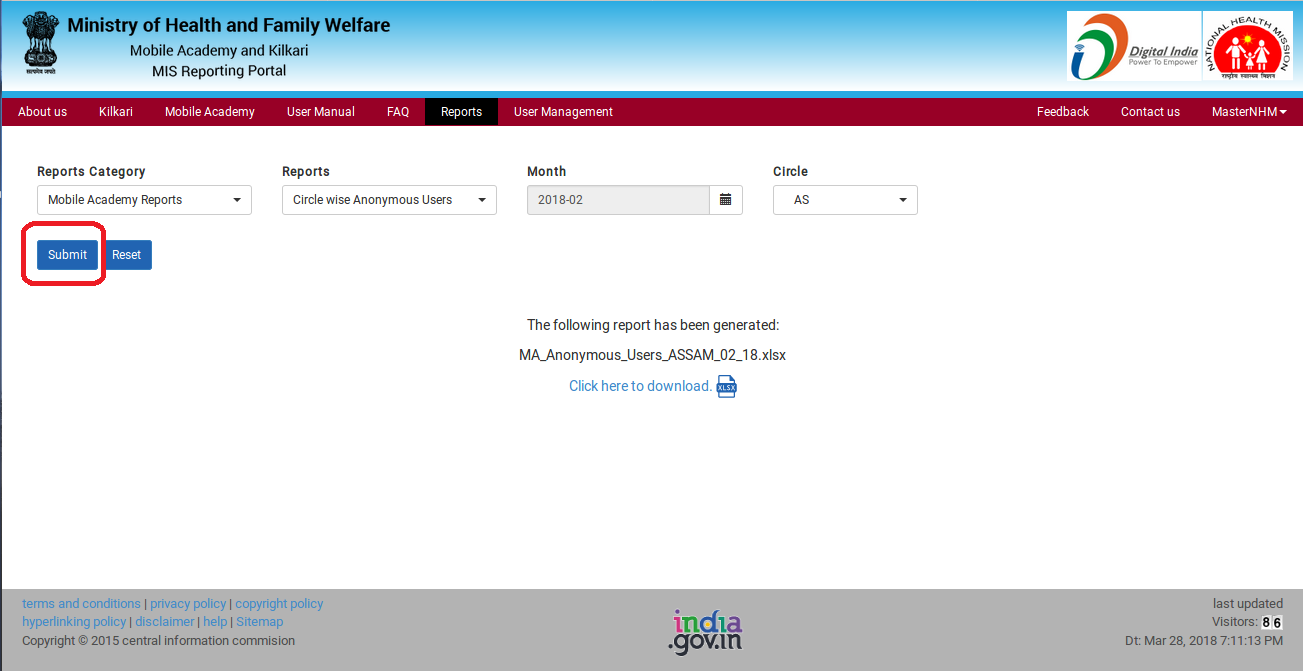 Ministry of Health and Family Welfare
Mobile Academy and Kilkari
MIS Reporting Portal
सत्यमेव जयते
Digital India
Power To Empower
NATIONAL HEALTH MISSION
राष्ट्रीय स्वास्थ्य मिशन
About us Kilkari Mobile Academy User Manual FAQ Reports User Management Feedback Contact us MasterNHM
Reports Category Reports Month Circle
Mobile Academy Reports Circle wise Anonymous Users 2018-02 AS
Submit Reset
The following report has been generated:
MA_Anonymous_Users_ASSAM_02_18.xlsx
Click here to download. XLSX
terms and conditions | privacy policy | copyright policy
hyperlinking policy | disclaimer | help | Sitemap
Copyright © 2015 central information commision
india
.gov.in
last updated
Visitors: 8 6
Dt: Mar 28, 2018 7:11:13 PM